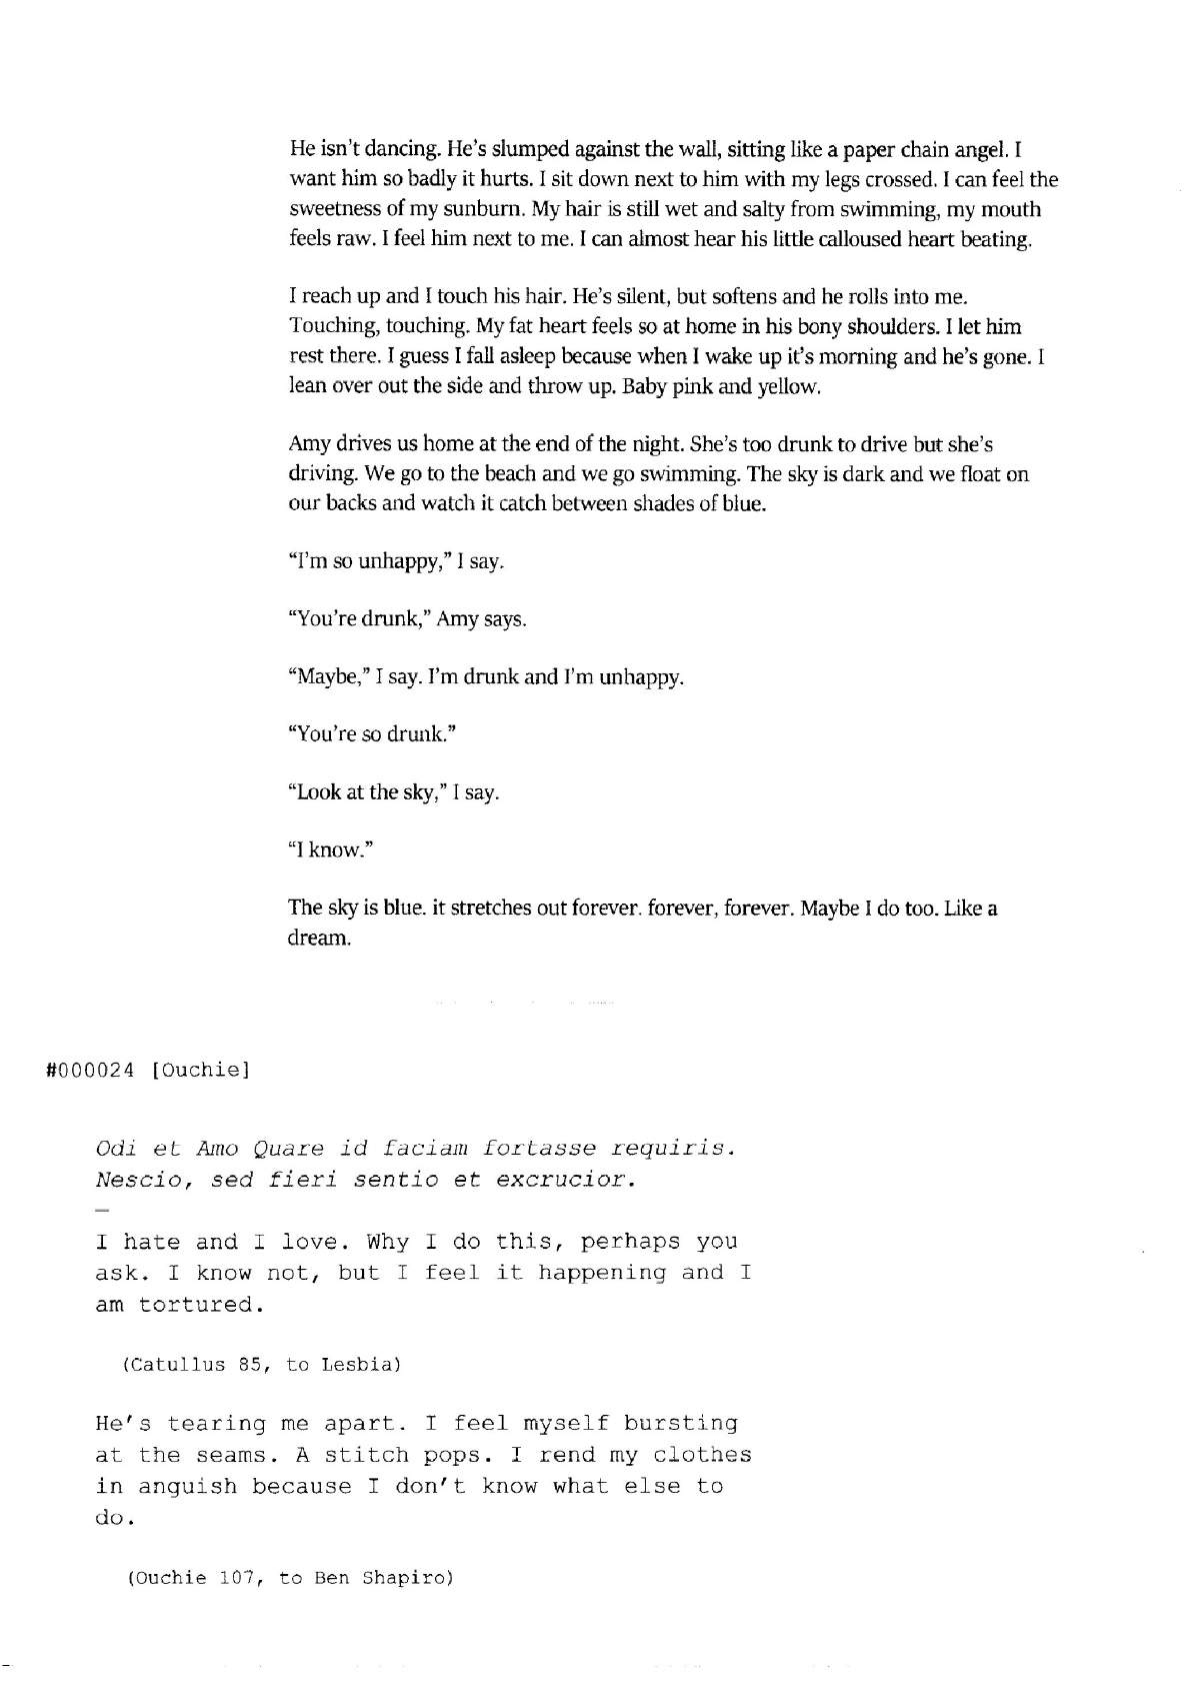 He isn't dancing. He's slumped against the wall, sitting like a paper chain angel. I
want him so badly it hurts. I sit down next to him with my legs crossed. I can feel the
sweetness of my sunburn. My hair is still wet and salty from swimming, my mouth
feels raw. I feel him next to me. I can almost hear his little calloused heart beating.
I reach up and I touch his hair. He's silent, but softens and he rolls into me.
Touching, touching. My fat heart feels so at home in his bony shoulders. I let him
rest there. I guess I fall asleep because when I wake up it's morning and he's gone. I
lean over out the side and throw up. Baby pink and yellow.
Amy drives us home at the end of the night. She's too drunk to drive but she's
driving. We go to the beach and we go swimming. The sky is dark and we float on
our backs and watch it catch between shades of blue.
“I'm so unhappy,” I say.
“You're drunk,” Amy says.
“Maybe,” I say. I'm drunk and I'm unhappy.
“You're so drunk.”
“Look at the sky,” I say.
“I know.”
The sky is blue. it stretches out forever. forever, forever. Maybe I do too. Like a
dream.
#000024 [Ouchie]
Odi et Amo Quare id faciam fortasse requiris.
Nescio, sed fieri sentio et excrucior.
—
I hate and I love. Why I do this, perhaps you
ask. I know not, but I feel it happening and I
am tortured.
(Catullus 85, to Lesbia)
He's tearing me apart. I feel myself bursting
at the seams. A stitch pops. I rend my clothes
in anguish because I don't know what else to
do.
(Ouchie 107, to Ben Shapiro)